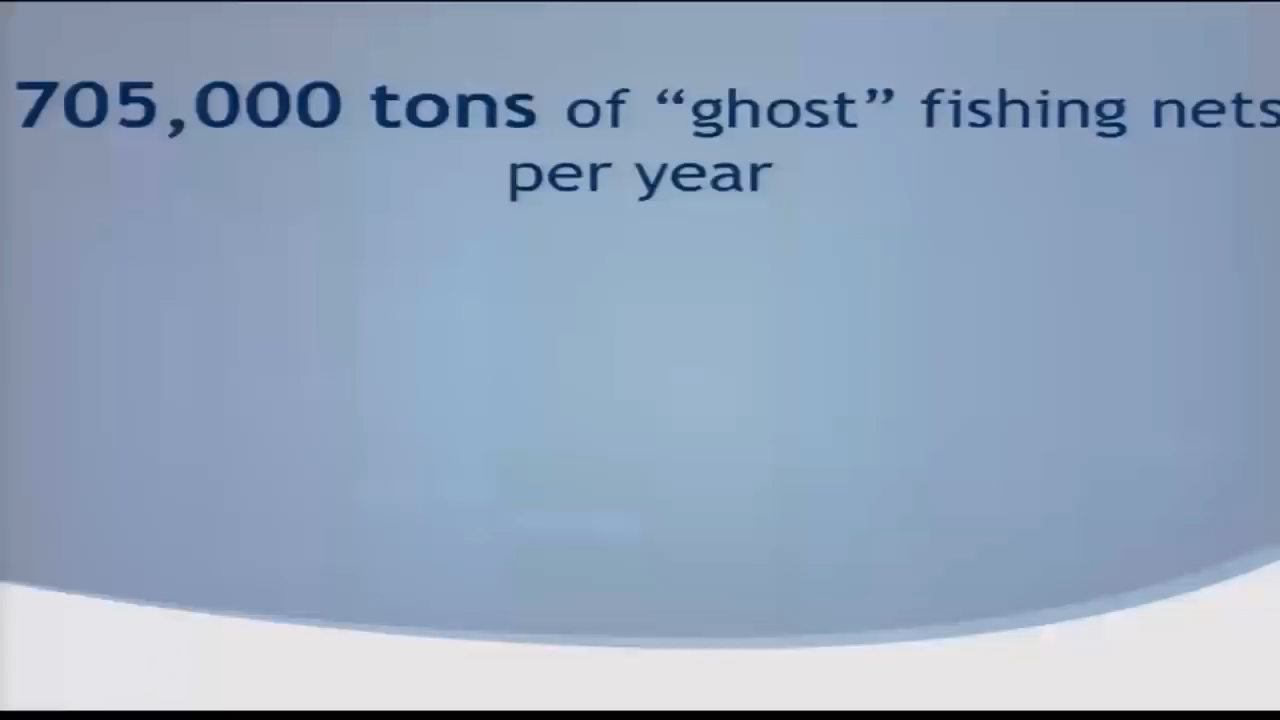 705,000 tons of “ghost” fishing nets
per year